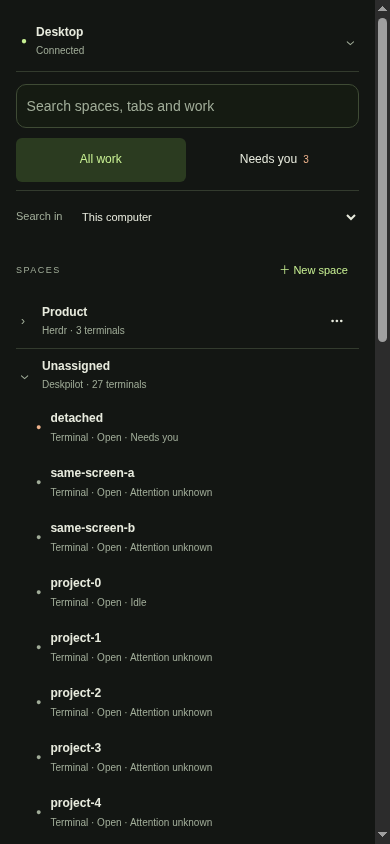 Desktop
Connected
Search spaces, tabs and work
All work
Needs you 3
Search in This computer
SPACES
+ New space
Product
Herdr · 3 terminals
Unassigned
Deskpilot · 27 terminals
detached
Terminal · Open · Needs you
same-screen-a
Terminal · Open · Attention unknown
same-screen-b
Terminal · Open · Attention unknown
project-0
Terminal · Open · Idle
project-1
Terminal · Open · Attention unknown
project-2
Terminal · Open · Attention unknown
project-3
Terminal · Open · Attention unknown
project-4
Terminal · Open · Attention unknown